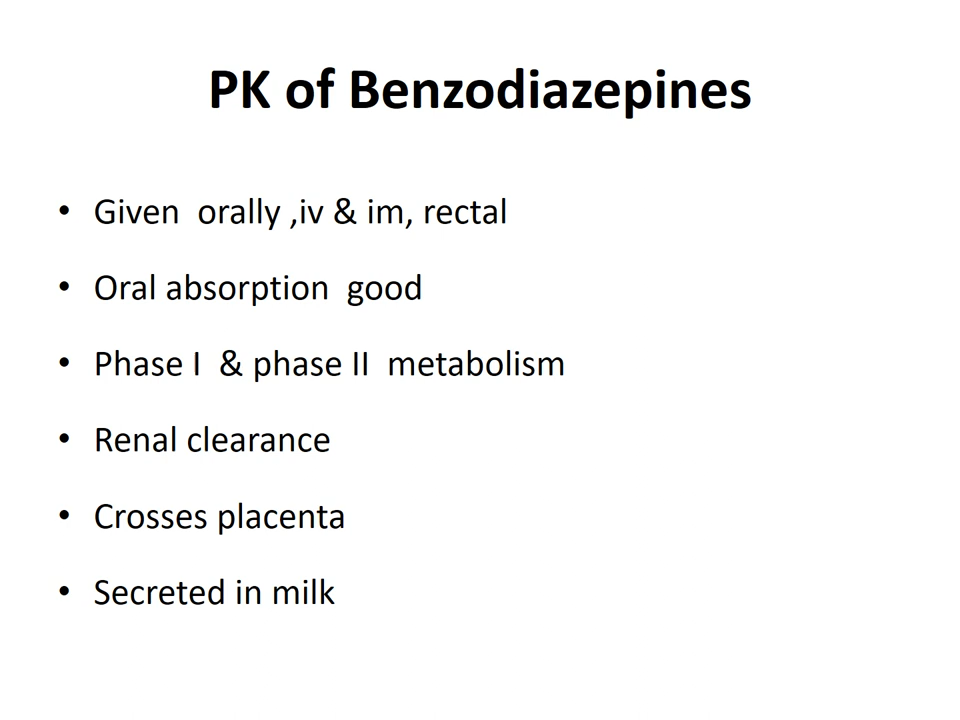 PK of Benzodiazepines
• Given  orally ,iv & im, rectal
• Oral absorption  good
• Phase I  & phase II  metabolism
• Renal clearance
• Crosses placenta
• Secreted in milk